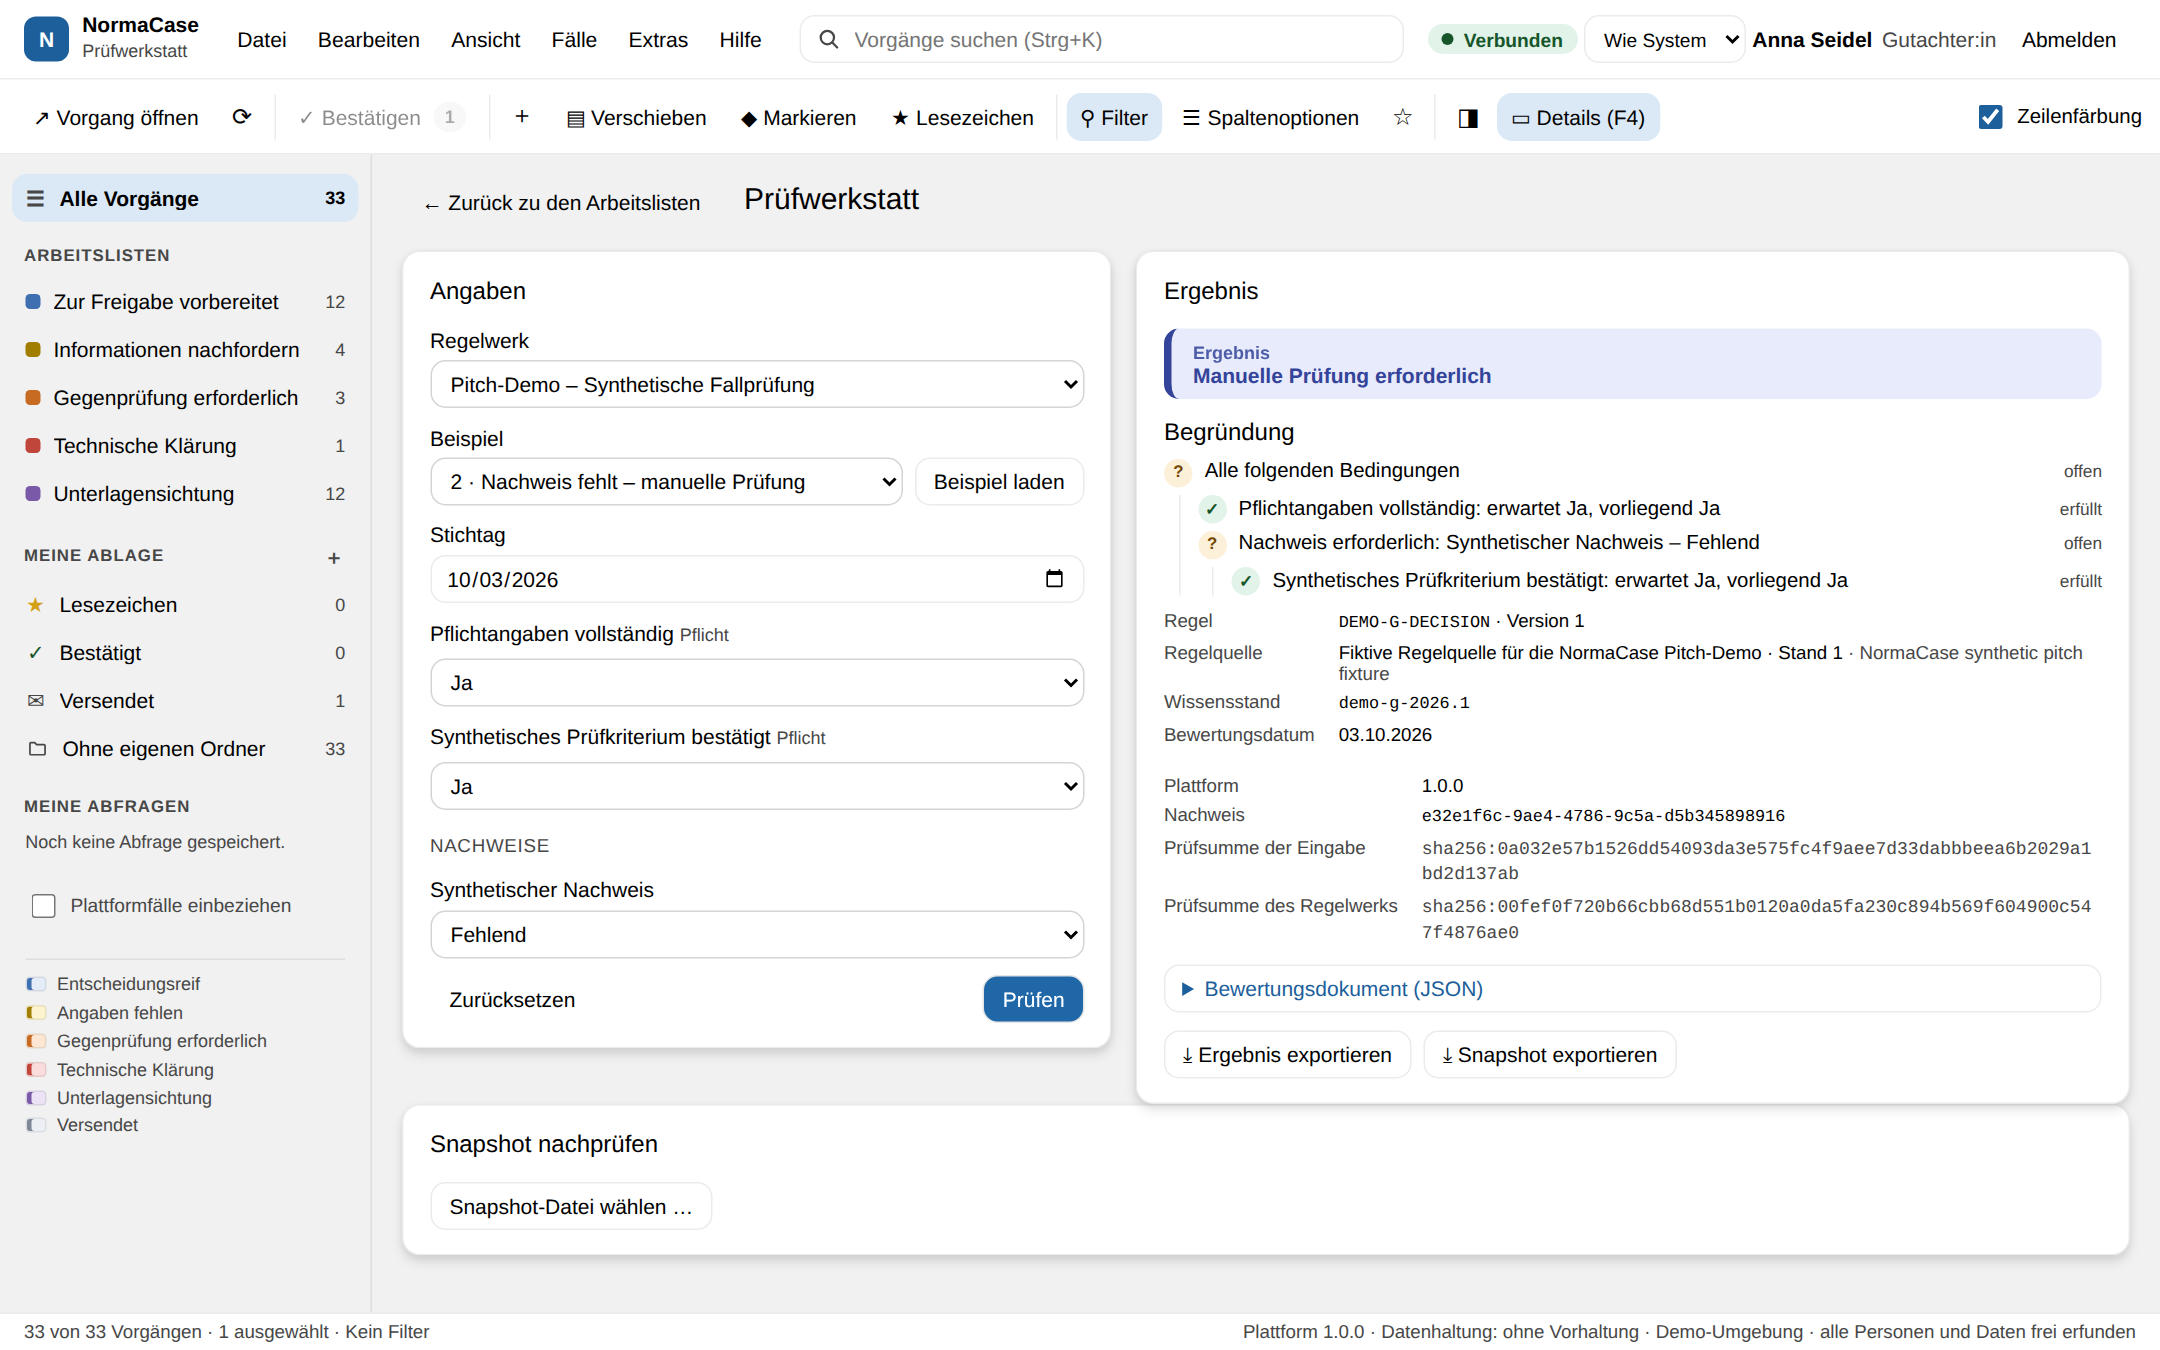 N
NormaCase
Prüfwerkstatt
Datei
Bearbeiten
Ansicht
Fälle
Extras
Hilfe
Vorgänge suchen (Strg+K)
Verbunden
Wie System
Anna Seidel Gutachter:in
Abmelden
↗ Vorgang öffnen
⟳
✓ Bestätigen 1
+
▤ Verschieben
◆ Markieren
★ Lesezeichen
⚲ Filter
☰ Spaltenoptionen
☆
◨
▭ Details (F4)
Zeilenfärbung
☰ Alle Vorgänge 33
ARBEITSLISTEN
Zur Freigabe vorbereitet 12
Informationen nachfordern 4
Gegenprüfung erforderlich 3
Technische Klärung 1
Unterlagensichtung 12
MEINE ABLAGE +
★ Lesezeichen 0
✓ Bestätigt 0
✉ Versendet 1
Ohne eigenen Ordner 33
MEINE ABFRAGEN
Noch keine Abfrage gespeichert.
Plattformfälle einbeziehen
Entscheidungsreif
Angaben fehlen
Gegenprüfung erforderlich
Technische Klärung
Unterlagensichtung
Versendet
← Zurück zu den Arbeitslisten
Prüfwerkstatt
Angaben
Regelwerk
Pitch-Demo – Synthetische Fallprüfung
Beispiel
2 · Nachweis fehlt – manuelle Prüfung
Beispiel laden
Stichtag
10/03/2026
Pflichtangaben vollständig Pflicht
Ja
Synthetisches Prüfkriterium bestätigt Pflicht
Ja
NACHWEISE
Synthetischer Nachweis
Fehlend
Zurücksetzen
Prüfen
Ergebnis
Ergebnis
Manuelle Prüfung erforderlich
Begründung
? Alle folgenden Bedingungen offen
✓ Pflichtangaben vollständig: erwartet Ja, vorliegend Ja erfüllt
? Nachweis erforderlich: Synthetischer Nachweis – Fehlend offen
✓ Synthetisches Prüfkriterium bestätigt: erwartet Ja, vorliegend Ja erfüllt
Regel DEMO-G-DECISION · Version 1
Regelquelle Fiktive Regelquelle für die NormaCase Pitch-Demo · Stand 1 · NormaCase synthetic pitch
fixture
Wissensstand demo-g-2026.1
Bewertungsdatum 03.10.2026
Plattform 1.0.0
Nachweis e32e1f6c-9ae4-4786-9c5a-d5b345898916
Prüfsumme der Eingabe sha256:0a032e57b1526dd54093da3e575fc4f9aee7d33dabbbeea6b2029a1
bd2d137ab
Prüfsumme des Regelwerks sha256:00fef0f720b66cbb68d551b0120a0da5fa230c894b569f604900c54
7f4876ae0
▶ Bewertungsdokument (JSON)
⤓ Ergebnis exportieren
⤓ Snapshot exportieren
Snapshot nachprüfen
Snapshot-Datei wählen …
33 von 33 Vorgängen · 1 ausgewählt · Kein Filter
Plattform 1.0.0 · Datenhaltung: ohne Vorhaltung · Demo-Umgebung · alle Personen und Daten frei erfunden